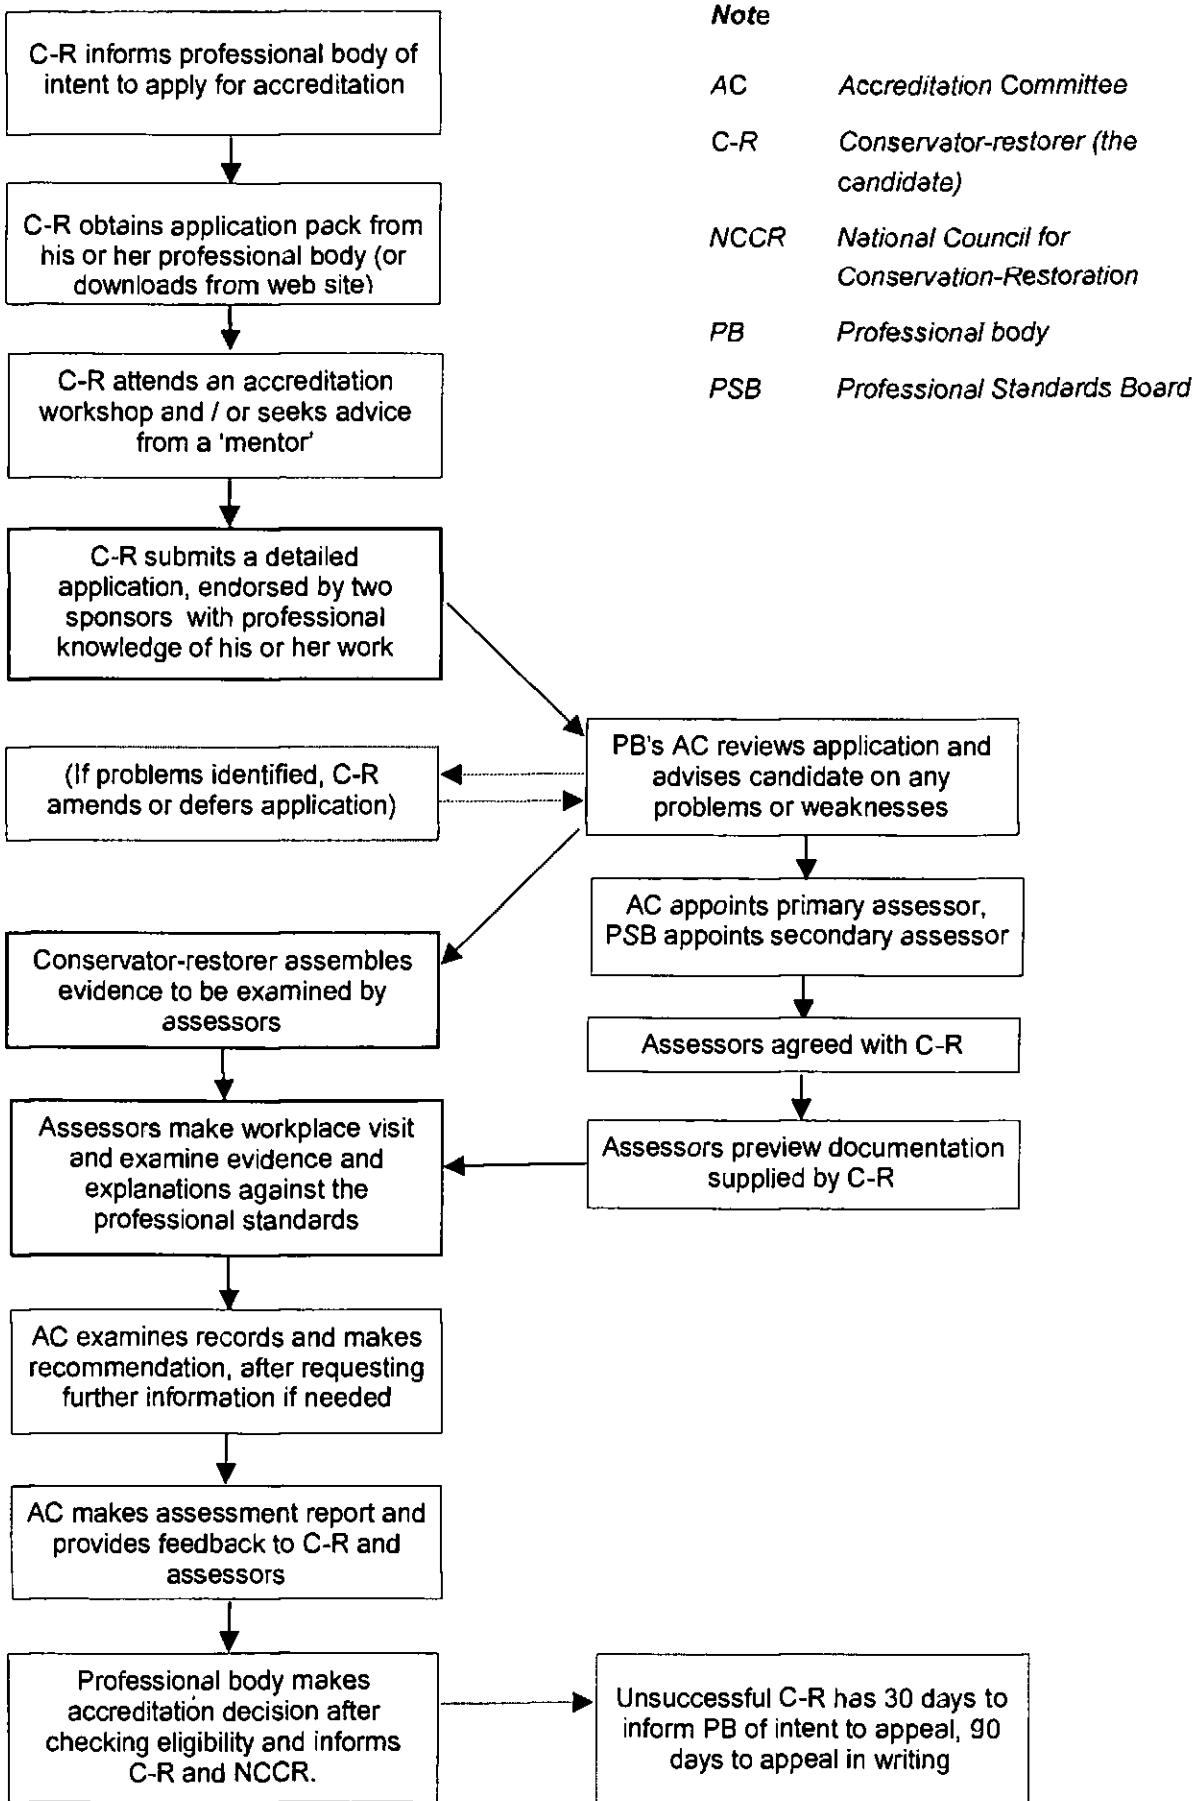 C-R informs professional body of
intent to apply for accreditation
C-R obtains application pack from
his or her professional body (or
downloads from web site)
C-R attends an accreditation
workshop and / or seeks advice
from a 'mentor'
C-R submits a detailed
application, endorsed by two
sponsors with professional
knowledge of his or her work
(If problems identified, C-R
amends or defers application)
PB's AC reviews application and
advises candidate on any
problems or weaknesses
AC appoints primary assessor,
PSB appoints secondary assessor
Assessors agreed with C-R
Assessors preview documentation
supplied by C-R
Conservator-restorer assembles
evidence to be examined by
assessors
Assessors make workplace visit
and examine evidence and
explanations against the
professional standards
AC examines records and makes
recommendation, after requesting
further information if needed
AC makes assessment report and
provides feedback to C-R and
assessors
Professional body makes
accreditation decision after
checking eligibility and informs
C-R and NCCR.
Unsuccessful C-R has 30 days to
inform PB of intent to appeal, 90
days to appeal in writing
Note
AC Accreditation Committee
C-R Conservator-restorer (the
candidate)
NCCR National Council for
Conservation-Restoration
PB Professional body
PSB Professional Standards Board